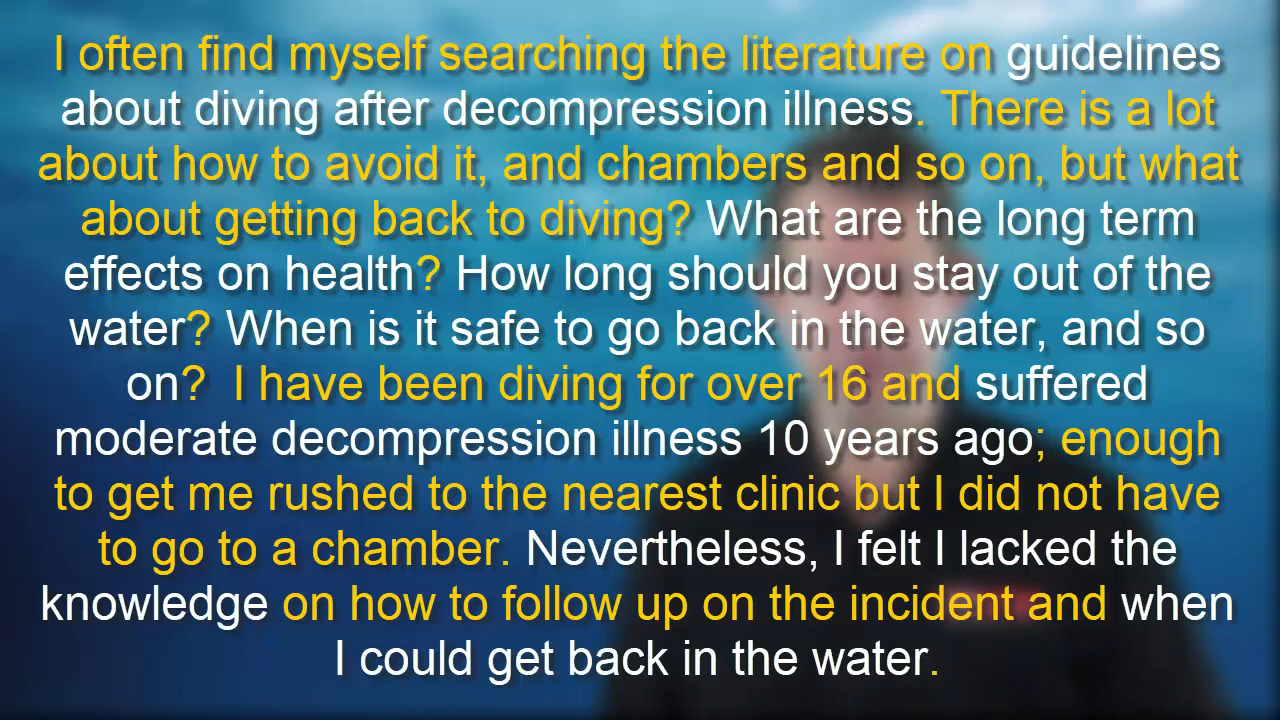 I often find myself searching the literature on guidelines
about diving after decompression illness. There is a lot
about how to avoid it, and chambers and so on, but what
about getting back to diving? What are the long term
effects on health? How long should you stay out of the
water? When is it safe to go back in the water, and so
on?  I have been diving for over 16 and suffered
moderate decompression illness 10 years ago; enough
to get me rushed to the nearest clinic but I did not have
to go to a chamber. Nevertheless, I felt I lacked the
knowledge on how to follow up on the incident and when
I could get back in the water.